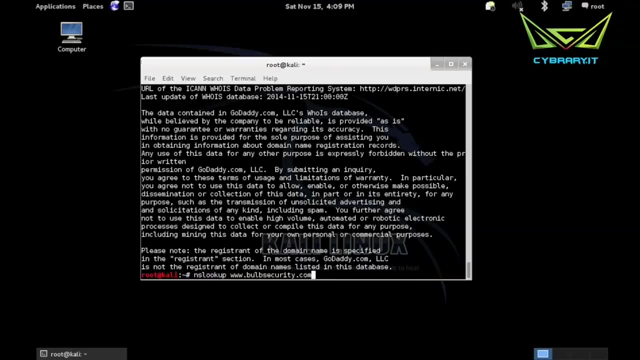 Applications Places
Sat Nov 15, 4:09 PM
root
CYBRARY.IT
Computer
root@kali: ~
File Edit View Search Terminal Help
URL of the ICANN WHOIS Data Problem Reporting System: http://wdprs.internic.net/
Last update of WHOIS database: 2014-11-15T21:00:00Z
The data contained in GoDaddy.com, LLC's WhoIs database,
while believed by the company to be reliable, is provided "as is"
with no guarantee or warranties regarding its accuracy. This
information is provided for the sole purpose of assisting you
in obtaining information about domain name registration records.
Any use of this data for any other purpose is expressly forbidden without the pr
ior written
permission of GoDaddy.com, LLC. By submitting an inquiry,
you agree to these terms of usage and limitations of warranty. In particular,
you agree not to use this data to allow, enable, or otherwise make possible,
dissemination or collection of this data, in part or in its entirety, for any
purpose, such as the transmission of unsolicited advertising and
and solicitations of any kind, including spam. You further agree
not to use this data to enable high volume, automated or robotic electronic
processes designed to collect or compile this data for any purpose,
including mining this data for your own personal or commercial purposes.
Please note: the registrant of the domain name is specified
in the "registrant" section. In most cases, GoDaddy.com, LLC
is not the registrant of domain names listed in this database.
root@kali:~# nslookup www.bulbsecurity.com
KALI LINUX
root@kali: ~